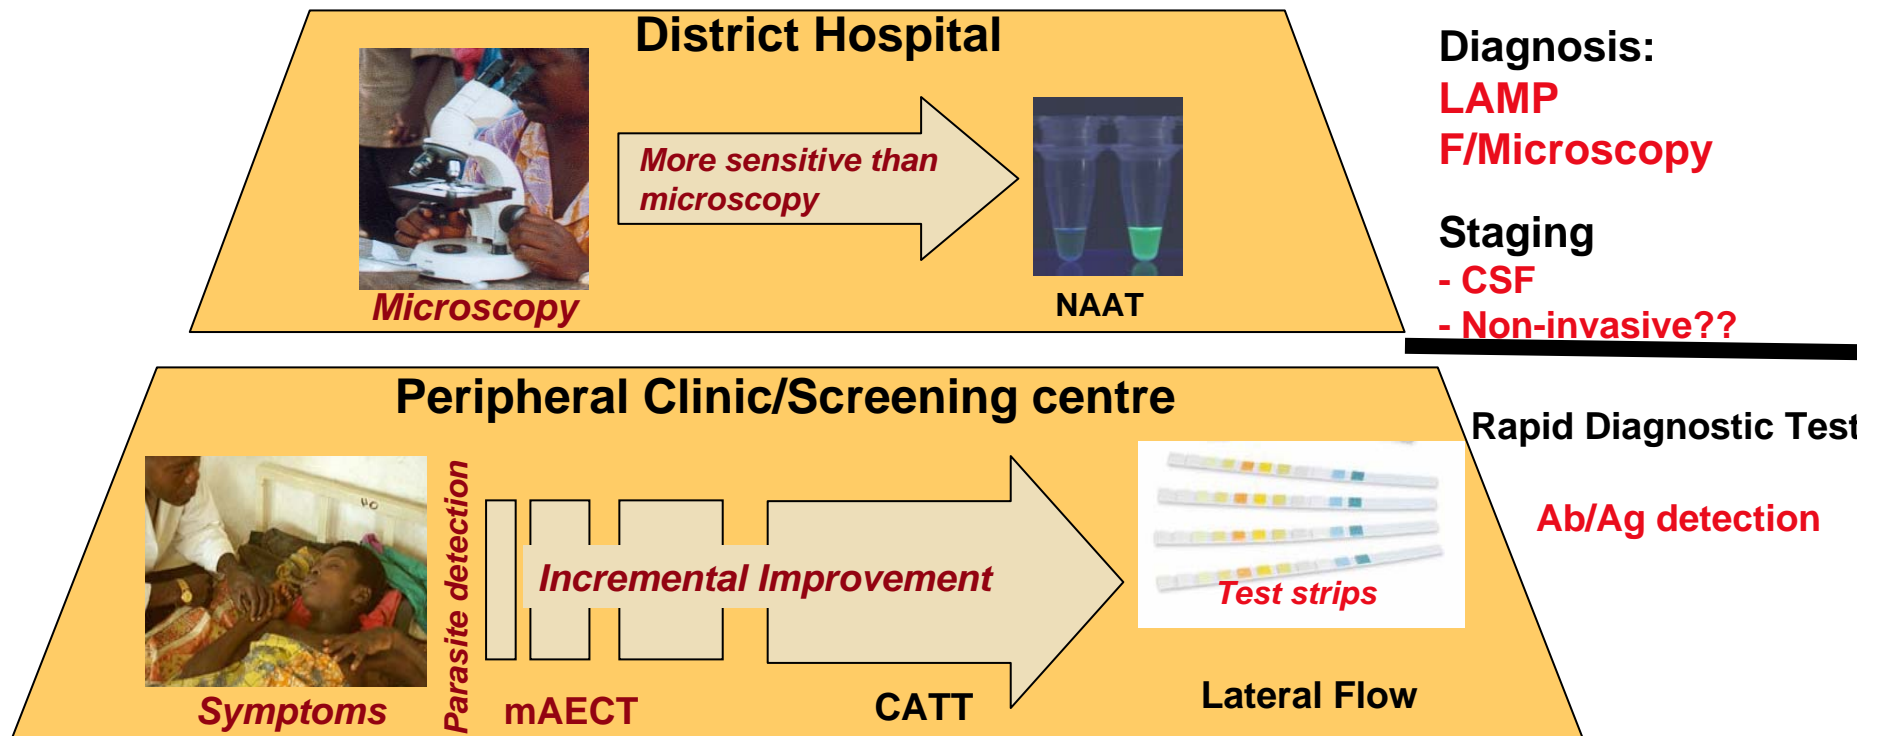 District Hospital
More sensitive than
microscopy
Microscopy
NAAT
Diagnosis:
LAMP
F/Microscopy
Staging
- CSF
- Non-invasive??
Peripheral Clinic/Screening centre
Symptoms
Parasite detection
Incremental Improvement
mAECT
CATT
Test strips
Lateral Flow
Rapid Diagnostic Test
Ab/Ag detection